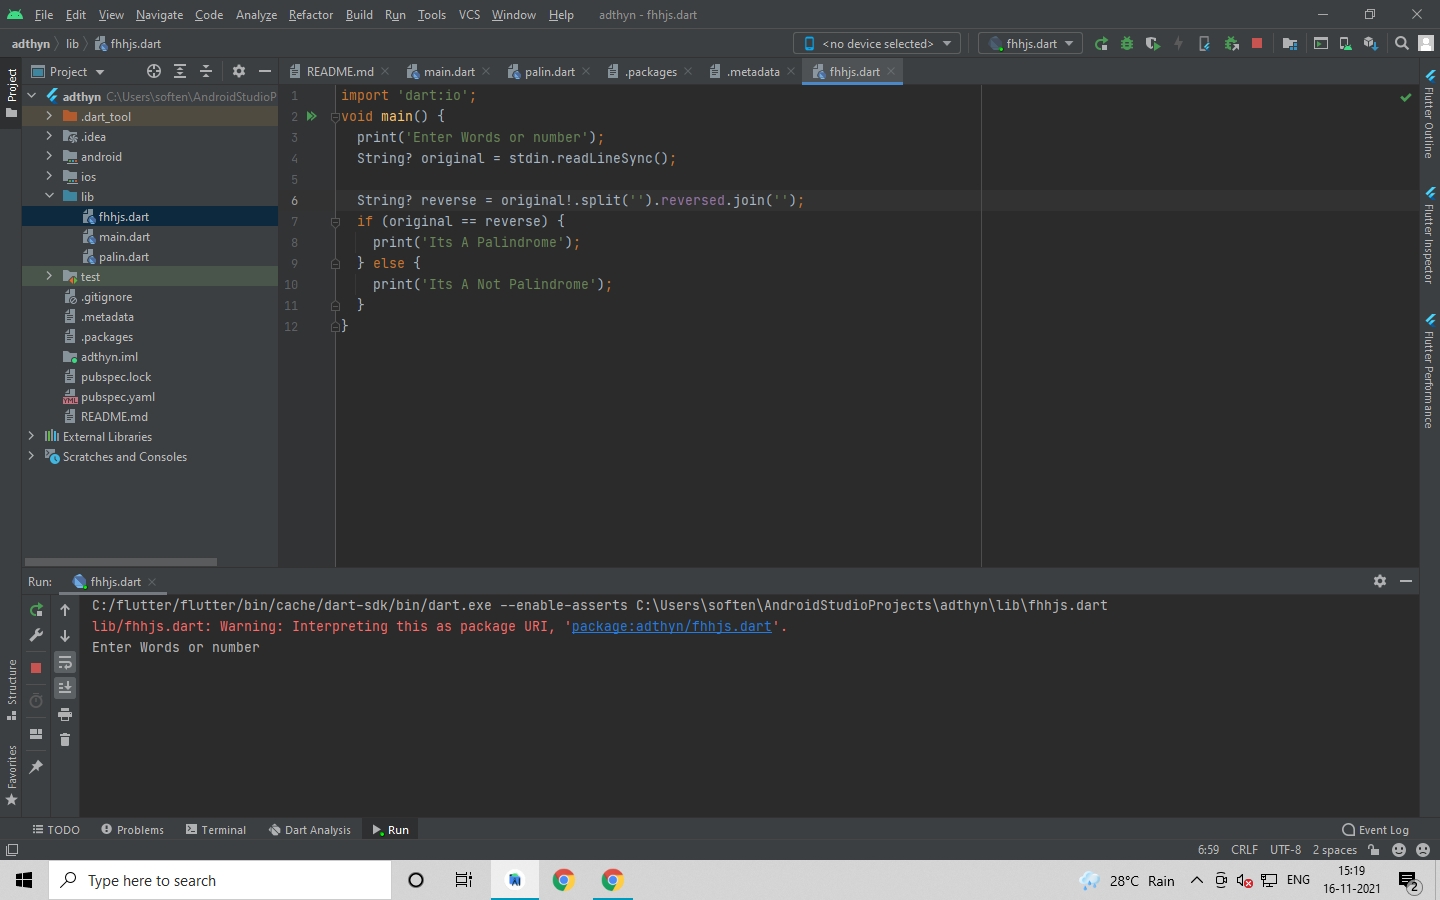 File Edit View Navigate Code Analyze Refactor Build Run Tools VCS Window Help adthyn - fhhjs.dart
adthyn lib fhhjs.dart <no device selected> fhhjs.dart
Project
Project README.md main.dart palin.dart .packages .metadata fhhjs.dart
adthyn C:\Users\soften\AndroidStudioP
.dart_tool
.idea
android
ios
lib
fhhjs.dart
main.dart
palin.dart
test
.gitignore
.metadata
.packages
adthyn.iml
pubspec.lock
pubspec.yaml
README.md
External Libraries
Scratches and Consoles
1 import 'dart:io';
2 void main() {
3 print('Enter Words or number');
4 String? original = stdin.readLineSync();
5
6 String? reverse = original!.split('').reversed.join('');
7 if (original == reverse) {
8 print('Its A Palindrome');
9 } else {
10 print('Its A Not Palindrome');
11 }
12 }
Flutter Outline
Flutter Inspector
Flutter Performance
Run: fhhjs.dart
C:/flutter/flutter/bin/cache/dart-sdk/bin/dart.exe --enable-asserts C:\Users\soften\AndroidStudioProjects\adthyn\lib\fhhjs.dart
lib/fhhjs.dart: Warning: Interpreting this as package URI, 'package:adthyn/fhhjs.dart'.
Enter Words or number
Structure
Favorites
TODO Problems Terminal Dart Analysis Run Event Log
6:59 CRLF UTF-8 2 spaces
Type here to search
28°C Rain ENG 15:19
16-11-2021
2